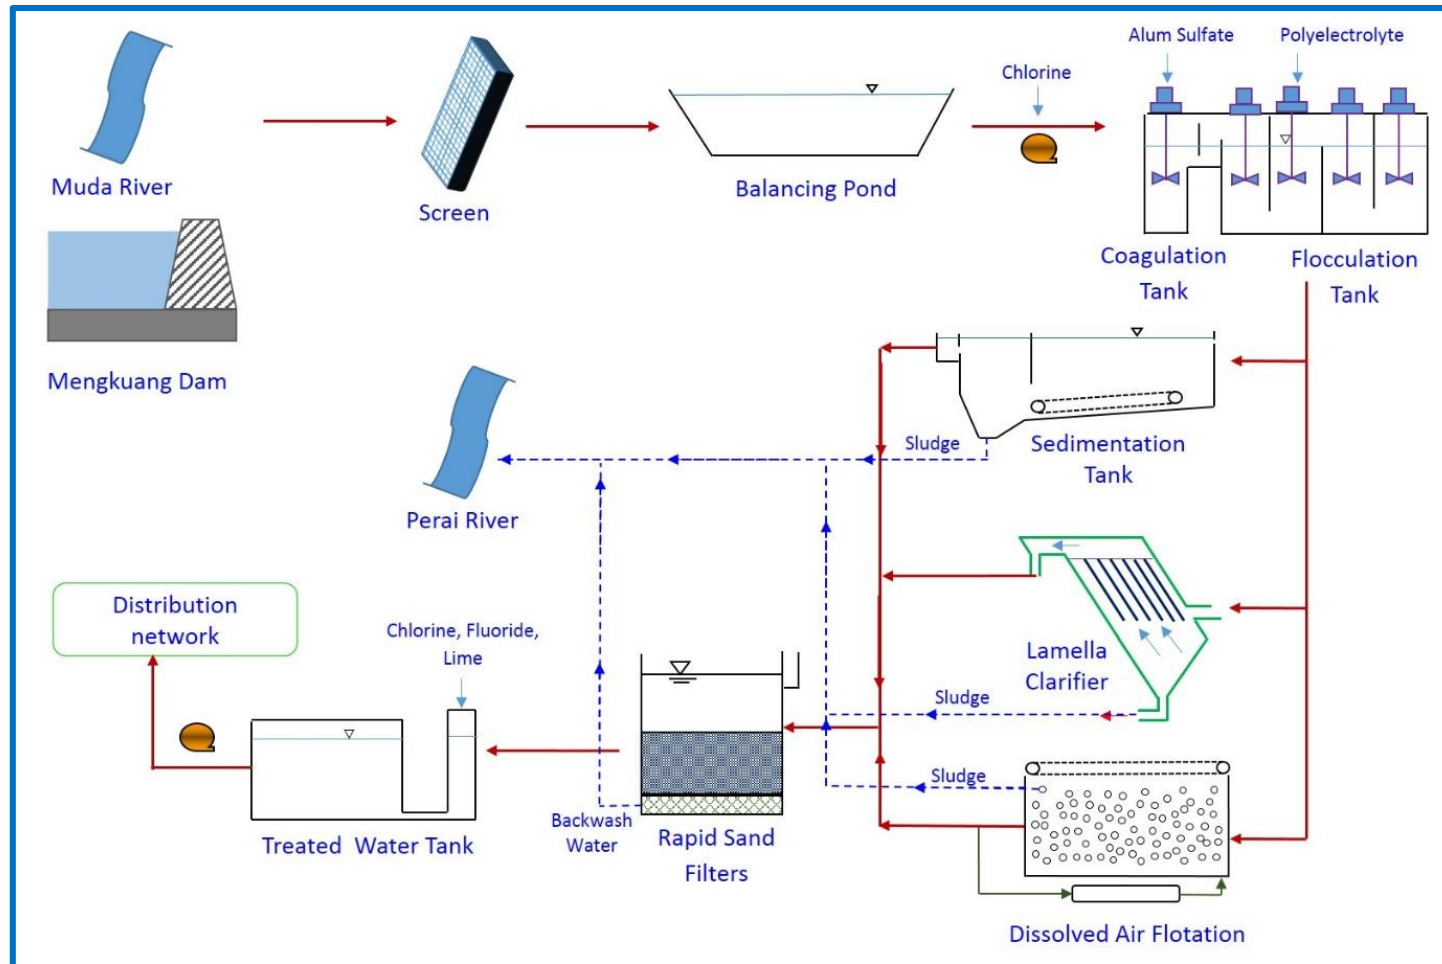 Alum Sulfate
Polyelectrolyte
Chlorine
Muda River
Screen
Balancing Pond
Coagulation
Tank
Flocculation
Tank
Mengkuang Dam
Sludge
Sedimentation
Tank
Perai River
Distribution
network
Chlorine, Fluoride,
Lime
Lamella
Clarifier
Sludge
Sludge
Treated Water Tank
Backwash
Water
Rapid Sand
Filters
Dissolved Air Flotation